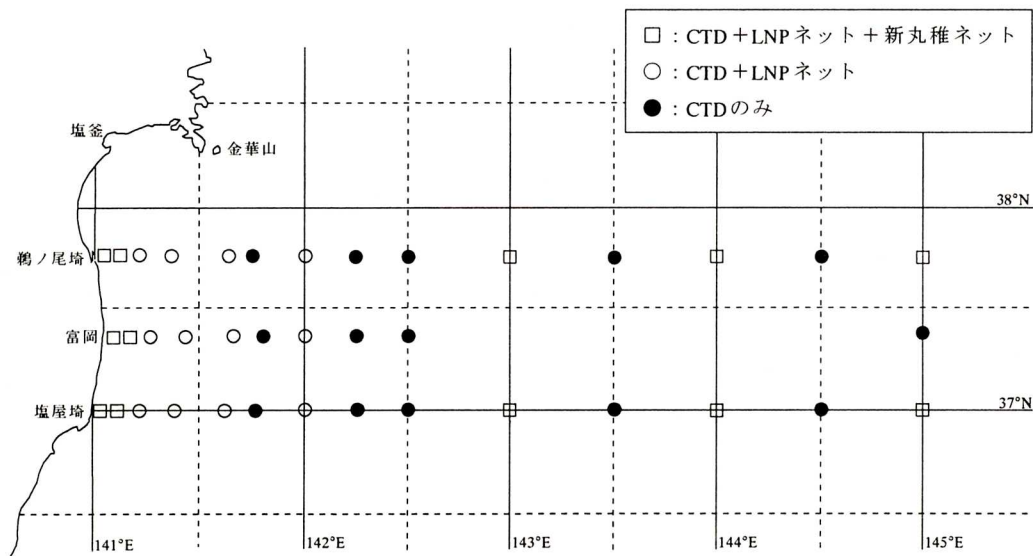 □ : CTD+LNPネット+新丸稚ネット
○ : CTD+LNPネット
● : CTDのみ
塩釜
金華山
38°N
鵜ノ尾埼
富岡
塩屋埼
37°N
141°E
142°E
143°E
144°E
145°E